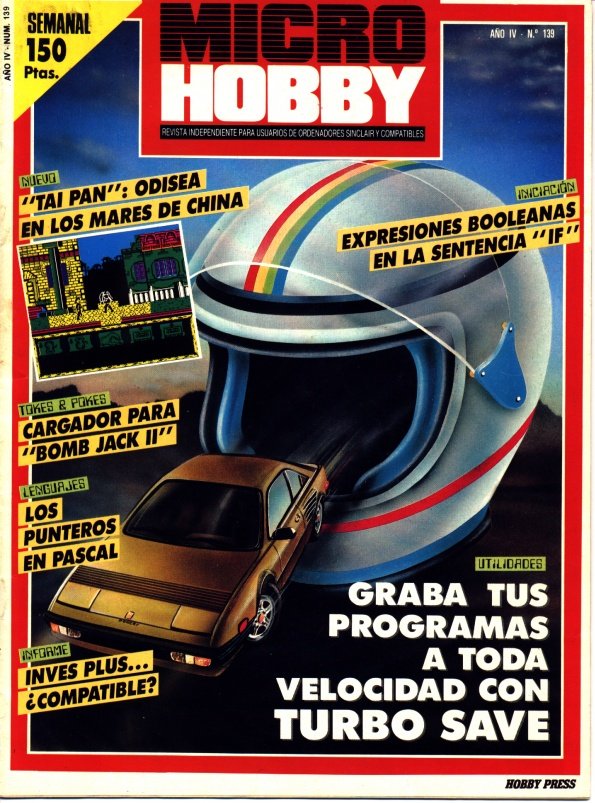 SEMANAL
150
Ptas.
AÑO IV - NUM. 139
MICRO
HOBBY
AÑO IV - N.º 139
REVISTA INDEPENDIENTE PARA USUARIOS DE ORDENADORES SINCLAIR Y COMPATIBLES
NUEVO
"TAI PAN": ODISEA
EN LOS MARES DE CHINA
INICIACIÓN
EXPRESIONES BOOLEANAS
EN LA SENTENCIA "IF"
TOKES & POKES
CARGADOR PARA
"BOMB JACK II"
LENGUAJES
LOS
PUNTEROS
EN PASCAL
INFORME
INVES PLUS...
¿COMPATIBLE?
UTILIDADES
GRABA TUS
PROGRAMAS
A TODA
VELOCIDAD CON
TURBO SAVE
HOBBY PRESS